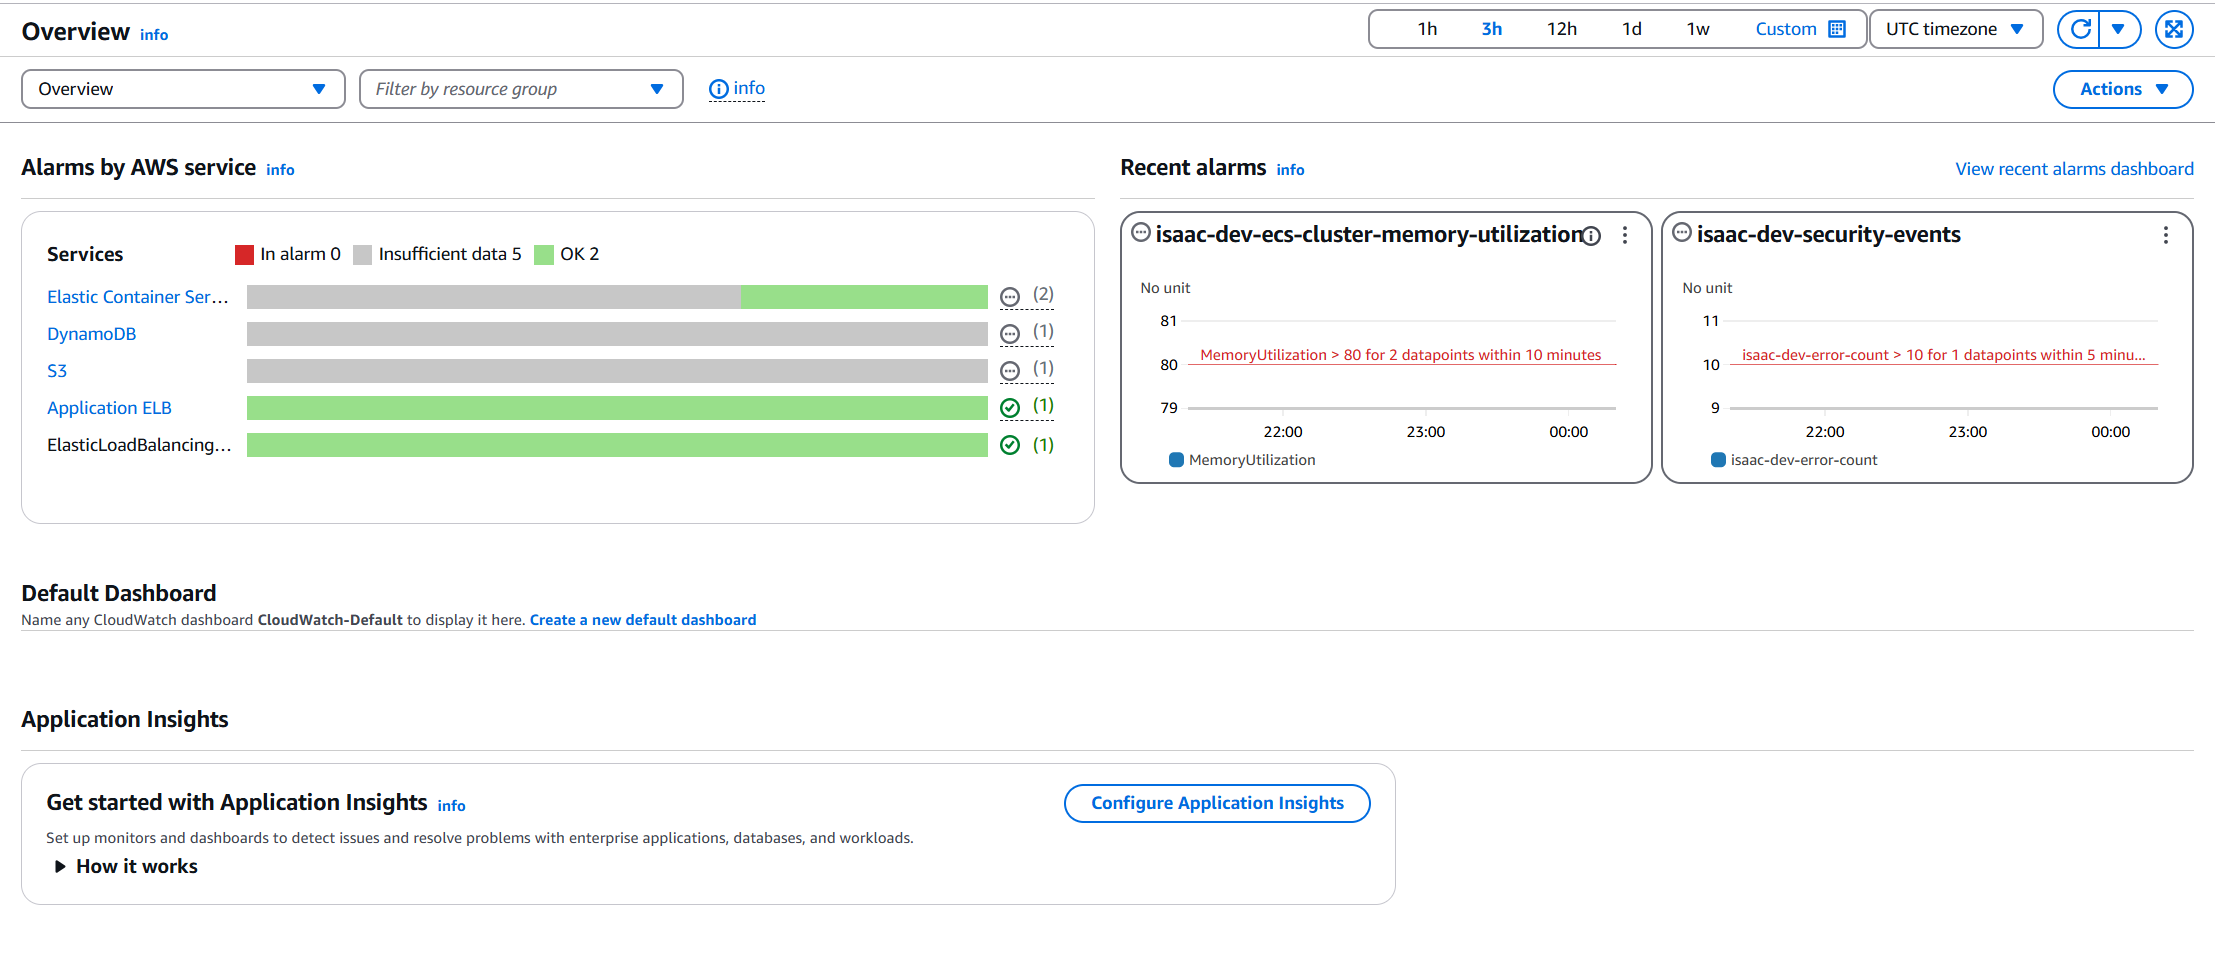 Overview info
1h 3h 12h 1d 1w Custom UTC timezone
Overview Filter by resource group info Actions
Alarms by AWS service info
Services In alarm 0 Insufficient data 5 OK 2
Elastic Container Ser... (2)
DynamoDB (1)
S3 (1)
Application ELB (1)
ElasticLoadBalancing... (1)
Recent alarms info View recent alarms dashboard
isaac-dev-ecs-cluster-memory-utilization
No unit
81
MemoryUtilization > 80 for 2 datapoints within 10 minutes
80
79
22:00 23:00 00:00
MemoryUtilization
isaac-dev-security-events
No unit
11
isaac-dev-error-count > 10 for 1 datapoints within 5 minu...
10
9
22:00 23:00 00:00
isaac-dev-error-count
Default Dashboard
Name any CloudWatch dashboard CloudWatch-Default to display it here. Create a new default dashboard
Application Insights
Get started with Application Insights info Configure Application Insights
Set up monitors and dashboards to detect issues and resolve problems with enterprise applications, databases, and workloads.
How it works